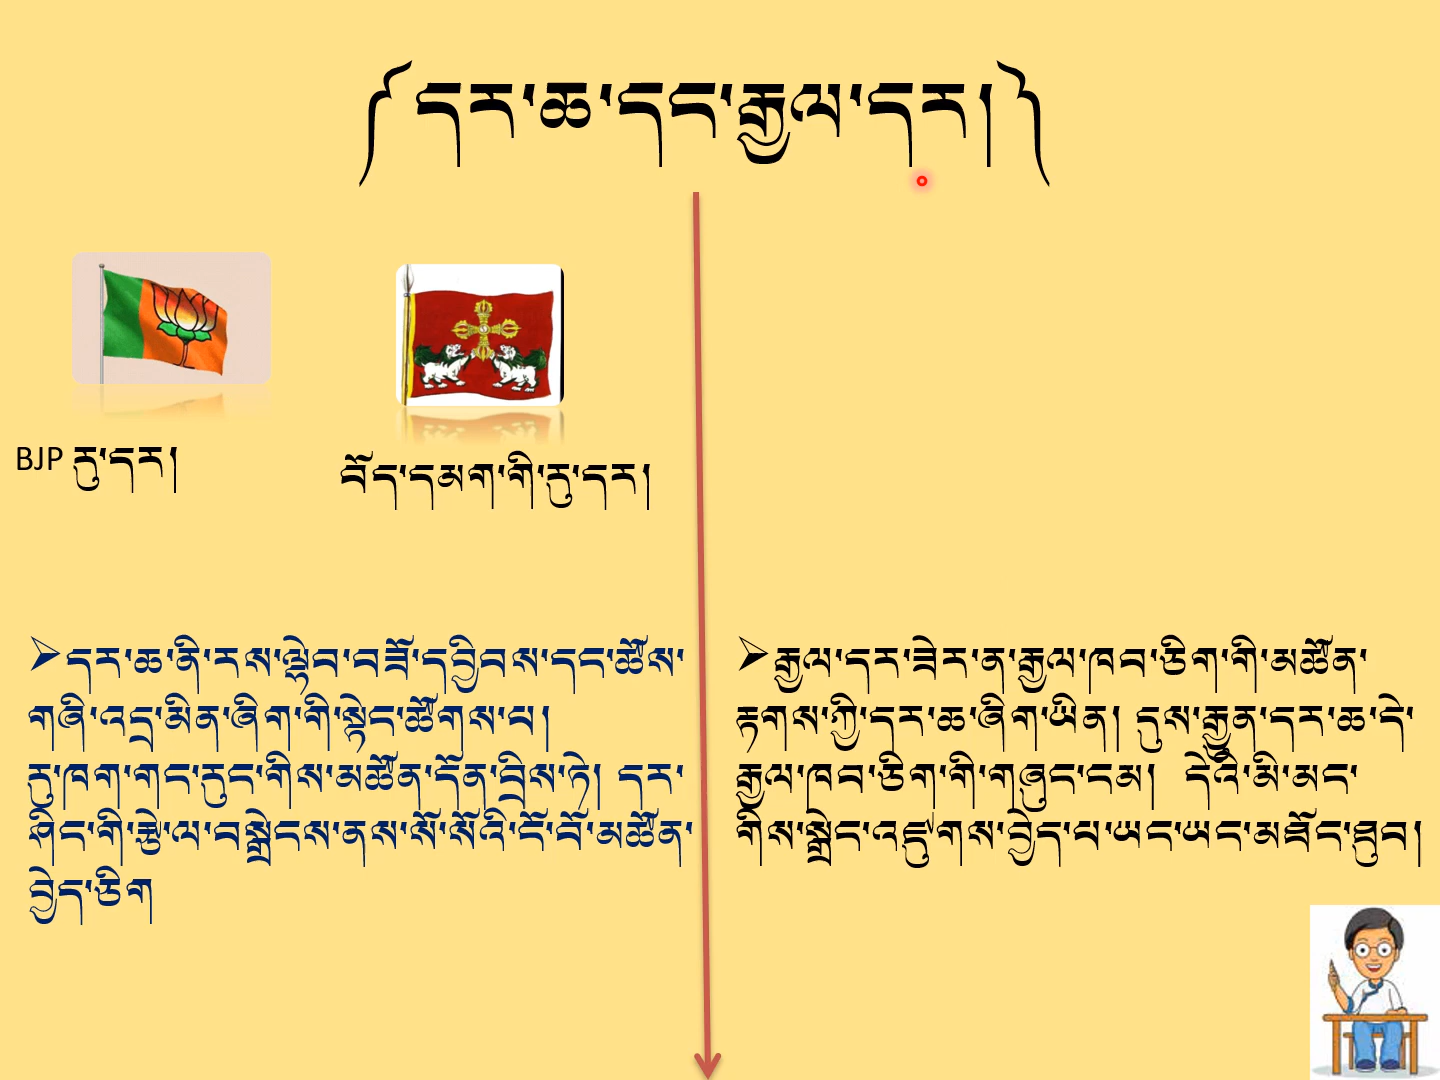 ༼དར་ཆ་དང་རྒྱལ་དར།༽
BJP རུ་དར།
བོད་དམག་གི་རུ་དར།
➢དར་ཆ་ནི་རས་ལྷེབ་བཟོ་དབྱིབས་དང་ཚོས་
གཞི་འདྲ་མིན་ཞིག་གི་སྟེང་ཚོགས་པ།
རུ་ཁག་གང་རུང་གིས་མཚོན་དོན་བྲིས་ཏེ། དར་
ཤིང་གི་རྩེ་ལ་བསྒྲེངས་ནས་སོ་སོའི་ངོ་བོ་མཚོན་
བྱེད་ཅིག
➢རྒྱལ་དར་ཟེར་ན་རྒྱལ་ཁབ་ཅིག་གི་མཚོན་
རྟགས་ཀྱི་དར་ཆ་ཞིག་ཡིན། དུས་རྒྱུན་དར་ཆ་དེ་
རྒྱལ་ཁབ་ཅིག་གི་གཞུང་ངམ། དེའི་མི་མང་
གིས་སྒྲེང་འཛུགས་བྱེད་པ་ཡང་ཡང་མཐོང་ཐུབ།